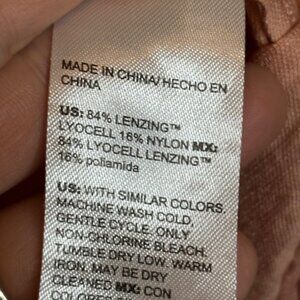 MADE IN CHINA/HECHO EN
CHINA
US: 84% LENZING™
LYOCELL 16% NYLON MX:
84% LYOCELL LENZING™
16% poliamida
US: WITH SIMILAR COLORS.
MACHINE WASH COLD,
GENTLE CYCLE. ONLY
NON-CHLORINE BLEACH.
TUMBLE DRY LOW. WARM
IRON. MAY BE DRY
CLEANED MX: CON